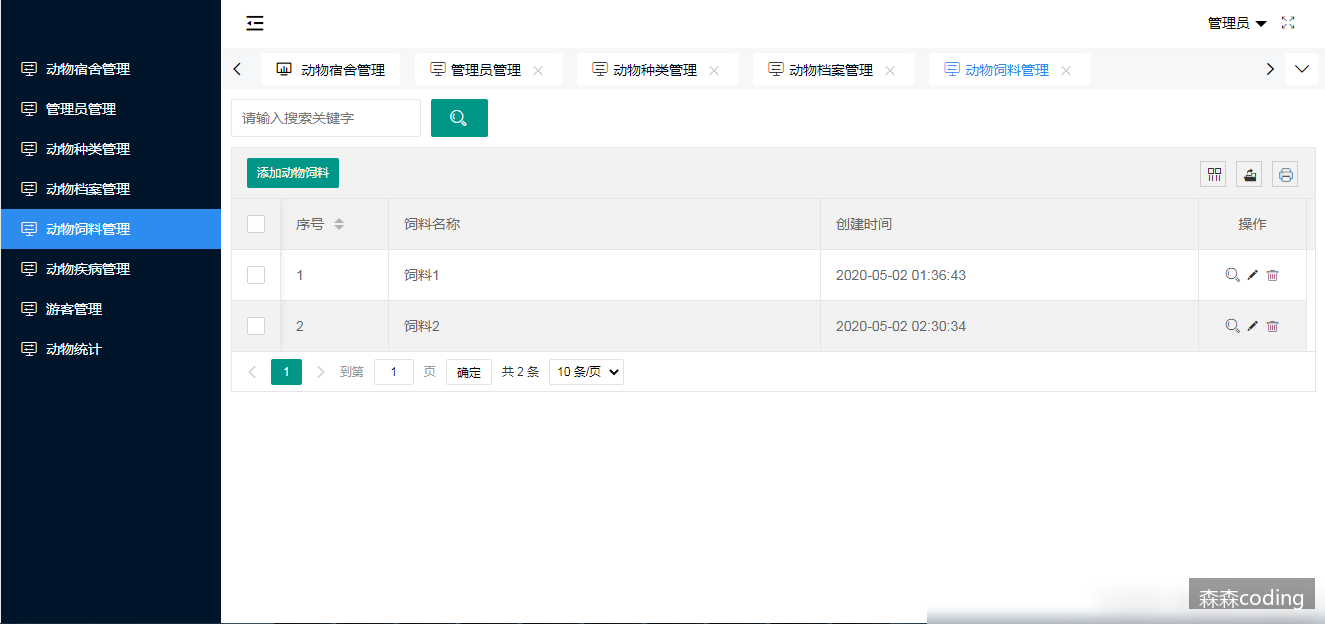 管理员
动物宿舍管理
管理员管理
动物种类管理
动物档案管理
动物饲料管理
动物疾病管理
游客管理
动物统计
动物宿舍管理 管理员管理 动物种类管理 动物档案管理 动物饲料管理
请输入搜索关键字
添加动物饲料
序号 饲料名称 创建时间 操作
1 饲料1 2020-05-02 01:36:43
2 饲料2 2020-05-02 02:30:34
1 到第 1 页 确定 共 2 条 10 条/页
森森coding